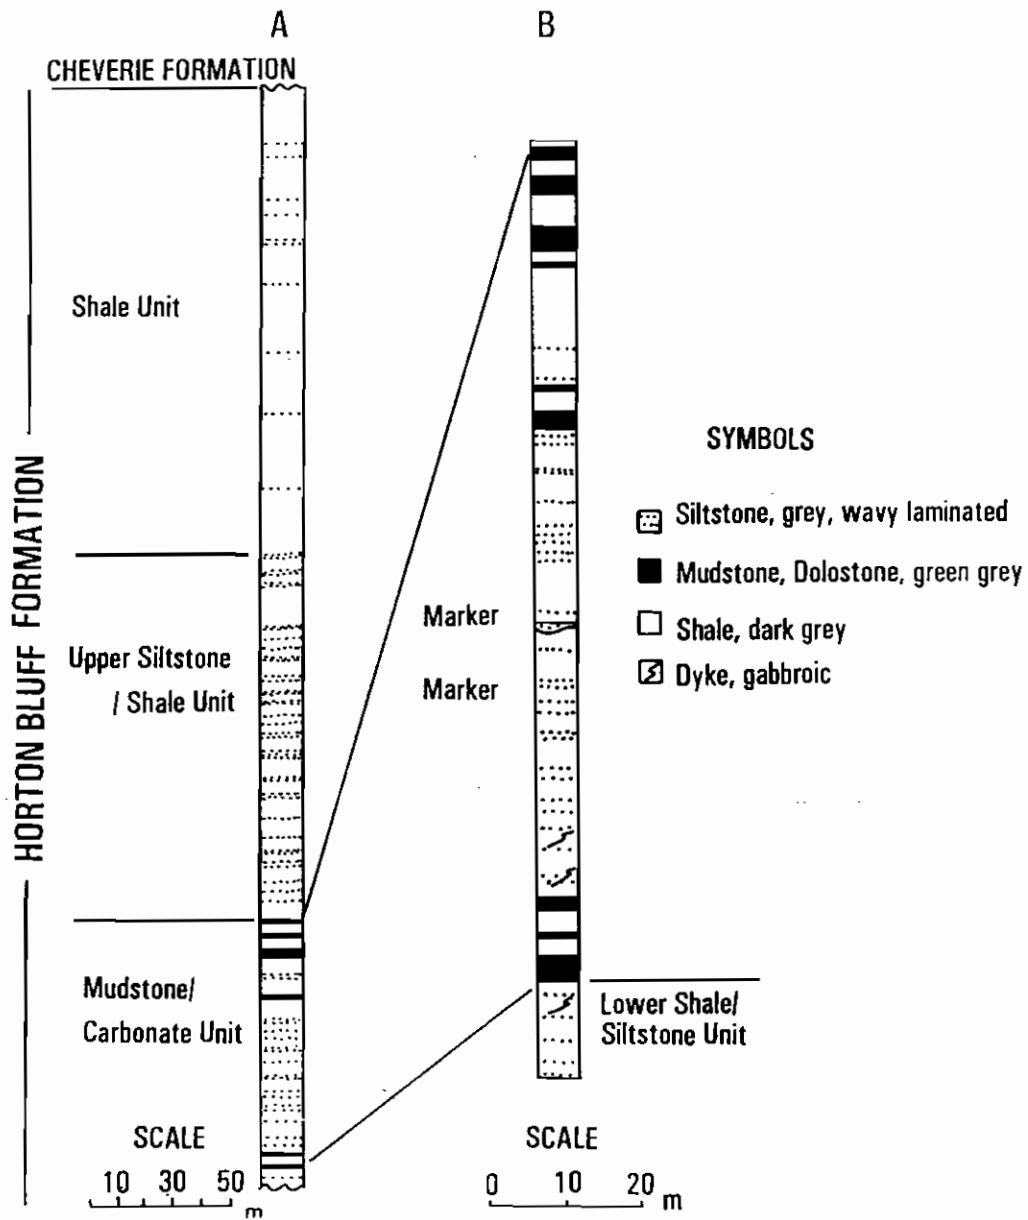 A
B
CHEVERIE FORMATION
HORTON BLUFF FORMATION
Shale Unit
Upper Siltstone
/ Shale Unit
Mudstone/
Carbonate Unit
Marker
Marker
SYMBOLS
Siltstone, grey, wavy laminated
Mudstone, Dolostone, green grey
Shale, dark grey
Dyke, gabbroic
Lower Shale/
Siltstone Unit
SCALE
10 30 50
m
SCALE
0 10 20 m